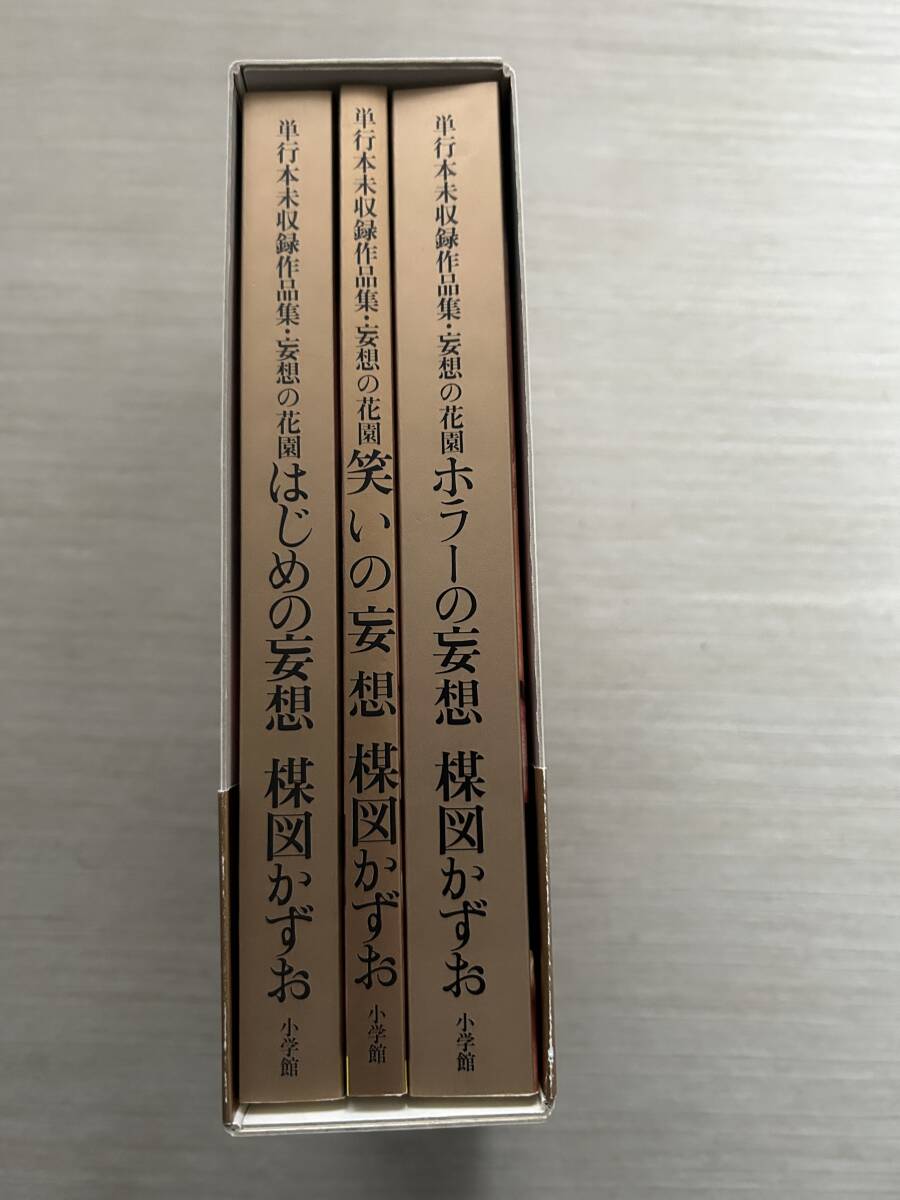 単行本未収録作品集・妄想の花園 はじめの妄想 楳図かずお 小学館
単行本未収録作品集・妄想の花園 笑いの妄想 楳図かずお 小学館
単行本未収録作品集・妄想の花園 ホラーの妄想 楳図かずお 小学館